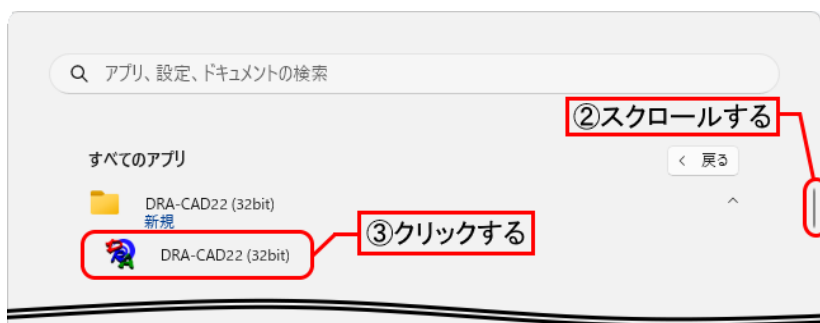 アプリ、設定、ドキュメントの検索
②スクロールする
すべてのアプリ
< 戻る
DRA-CAD22 (32bit)
新規
③クリックする
DRA-CAD22 (32bit)